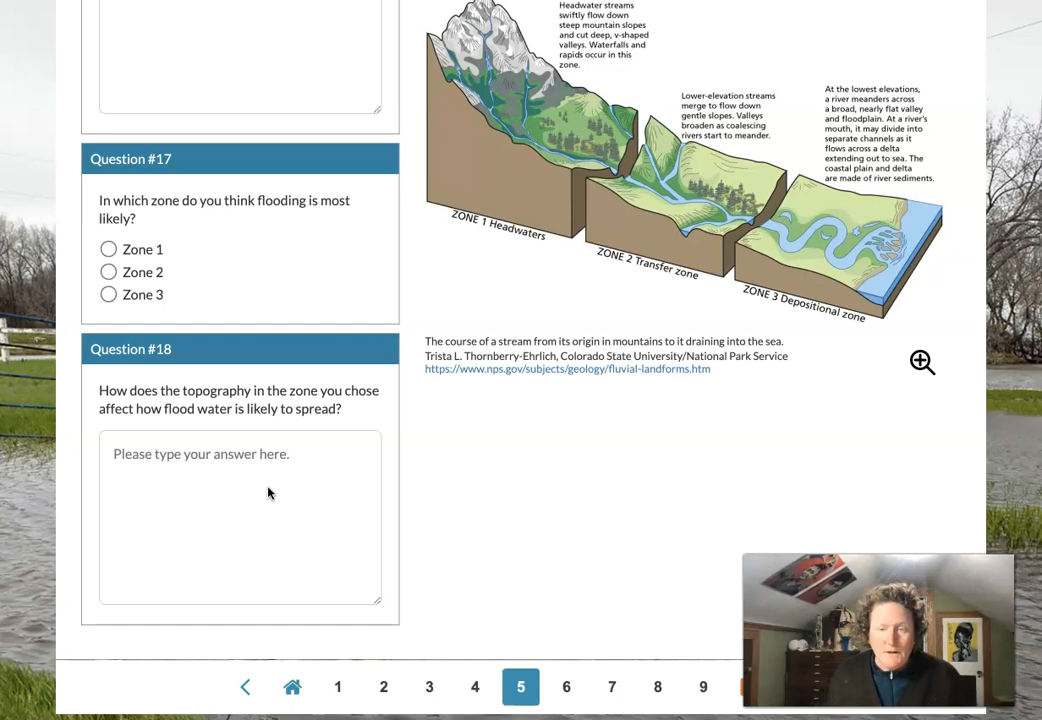 Headwater streams
swiftly flow down
steep mountain slopes
and cut deep, v-shaped
valleys. Waterfalls and
rapids occur in this
zone.
Lower-elevation streams
merge to flow down
gentle slopes. Valleys
broaden as coalescing
rivers start to meander.
At the lowest elevations,
a river meanders across
a broad, nearly flat valley
and floodplain. At a river's
mouth, it may divide into
separate channels as it
flows across a delta
extending out to sea. The
coastal plain and delta
are made of river sediments.
ZONE 1 Headwaters
ZONE 2 Transfer zone
ZONE 3 Depositional zone
The course of a stream from its origin in mountains to it draining into the sea.
Trista L. Thornberry-Ehrlich, Colorado State University/National Park Service
https://www.nps.gov/subjects/geology/fluvial-landforms.htm
Question #17
In which zone do you think flooding is most
likely?
Zone 1
Zone 2
Zone 3
Question #18
How does the topography in the zone you chose
affect how flood water is likely to spread?
Please type your answer here.
1 2 3 4 5 6 7 8 9